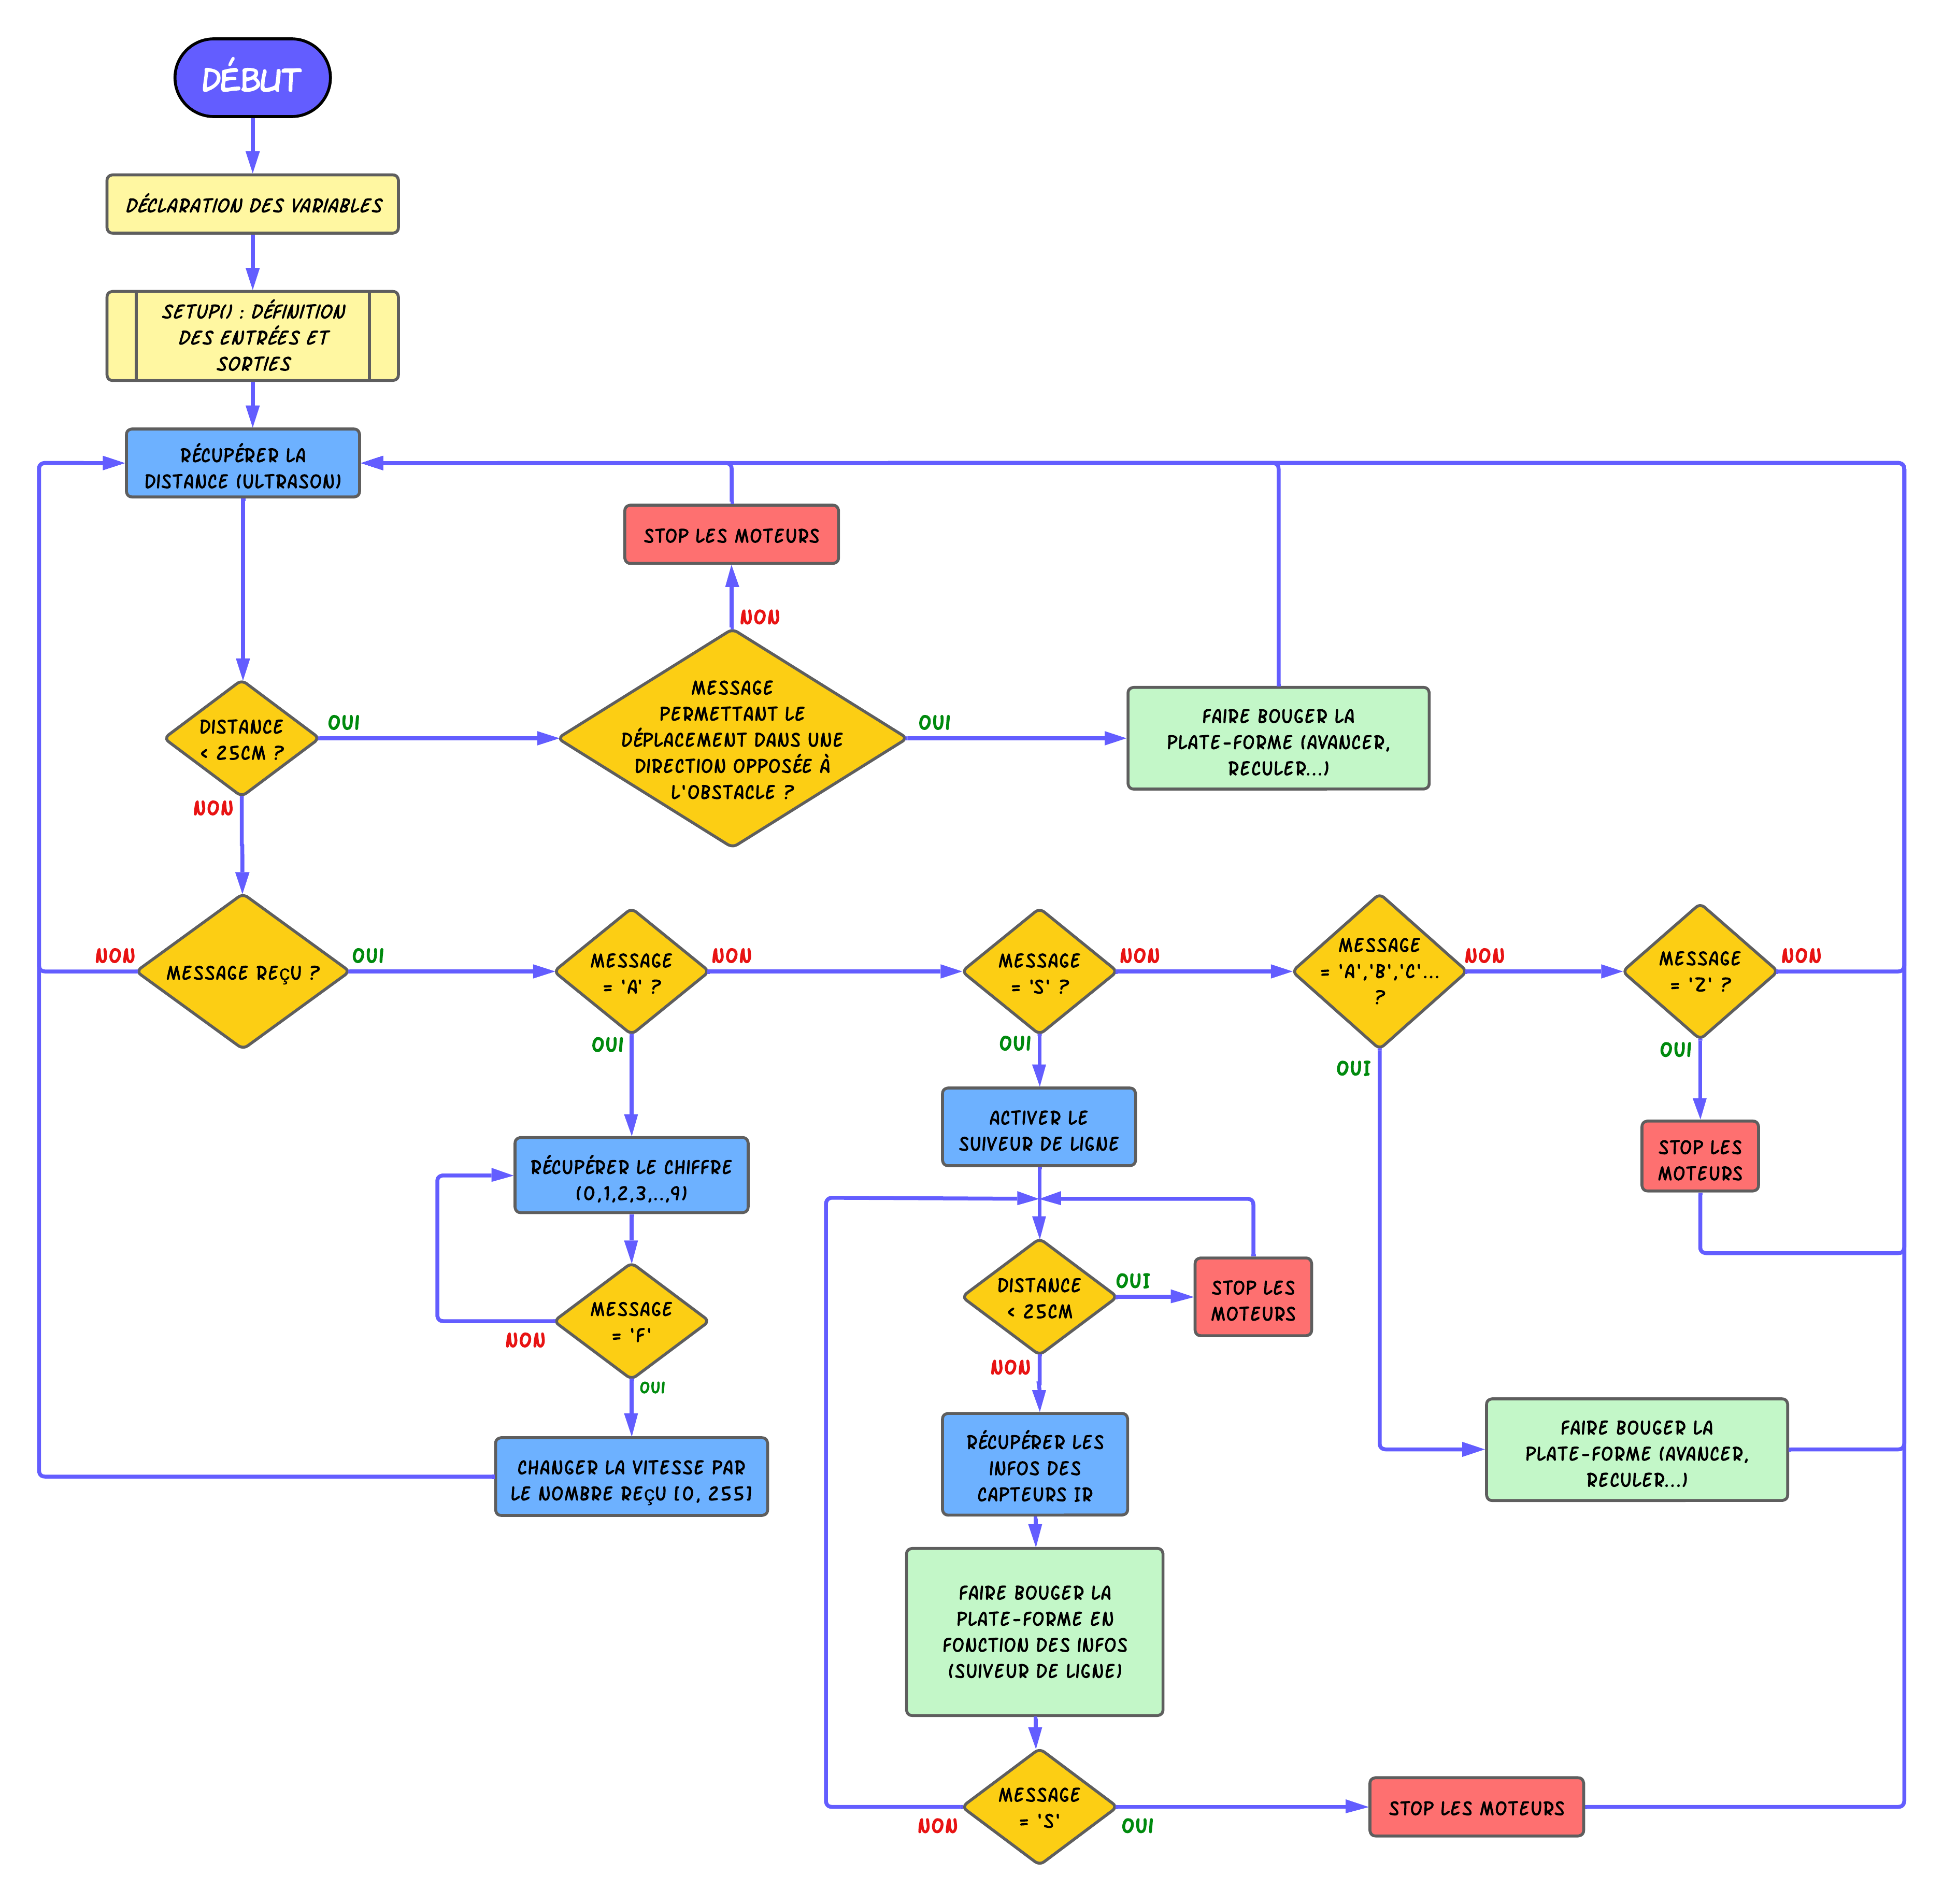 DÉBUT
DÉCLARATION DES VARIABLES
SETUP() : DÉFINITION
DES ENTRÉES ET
SORTIES
RÉCUPÉRER LA
DISTANCE (ULTRASON)
STOP LES MOTEURS
NON
MESSAGE
PERMETTANT LE
DÉPLACEMENT DANS UNE
DIRECTION OPPOSÉE À
L'OBSTACLE ?
DISTANCE
< 25CM ?
OUI
OUI
FAIRE BOUGER LA
PLATE-FORME (AVANCER,
RECULER...)
NON
NON
MESSAGE REÇU ?
OUI
MESSAGE
= 'A' ?
NON
MESSAGE
= 'S' ?
NON
MESSAGE
= 'A','B','C'...
?
NON
MESSAGE
= 'Z' ?
NON
OUI
OUI
OUI
OUI
RÉCUPÉRER LE CHIFFRE
(0,1,2,3,..,9)
MESSAGE
= 'F'
NON
OUI
CHANGER LA VITESSE PAR
LE NOMBRE REÇU [0, 255]
ACTIVER LE
SUIVEUR DE LIGNE
DISTANCE
< 25CM
OUI
STOP LES
MOTEURS
NON
RÉCUPÉRER LES
INFOS DES
CAPTEURS IR
FAIRE BOUGER LA
PLATE-FORME EN
FONCTION DES INFOS
(SUIVEUR DE LIGNE)
MESSAGE
= 'S'
NON
OUI
STOP LES MOTEURS
STOP LES
MOTEURS
FAIRE BOUGER LA
PLATE-FORME (AVANCER,
RECULER...)